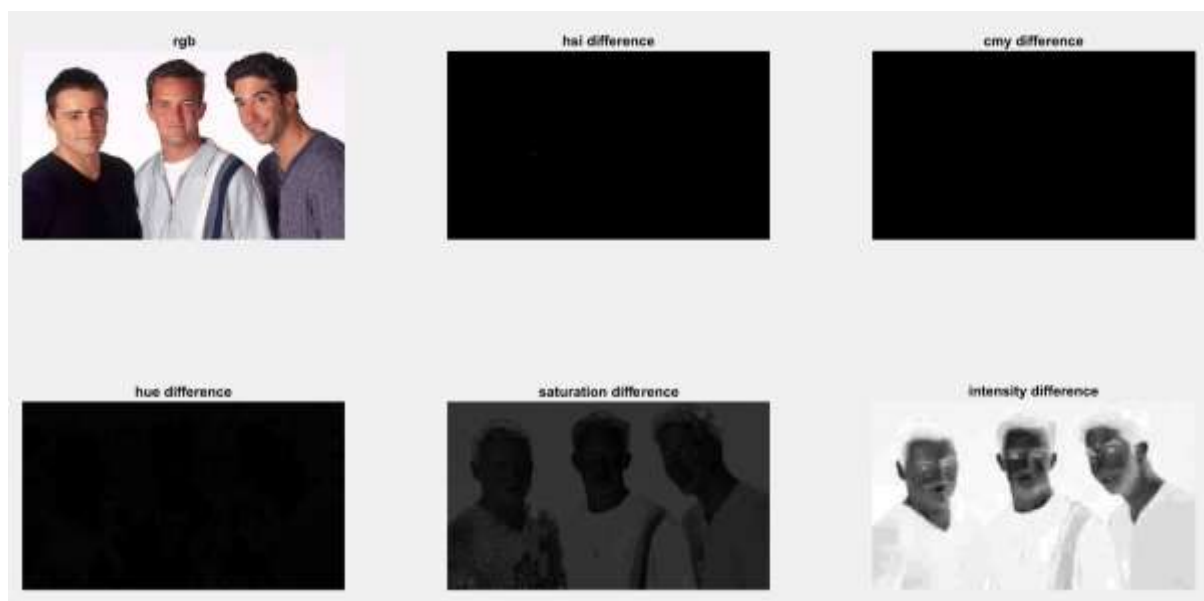 rgb
hsi difference
cmy difference
hue difference
saturation difference
intensity difference